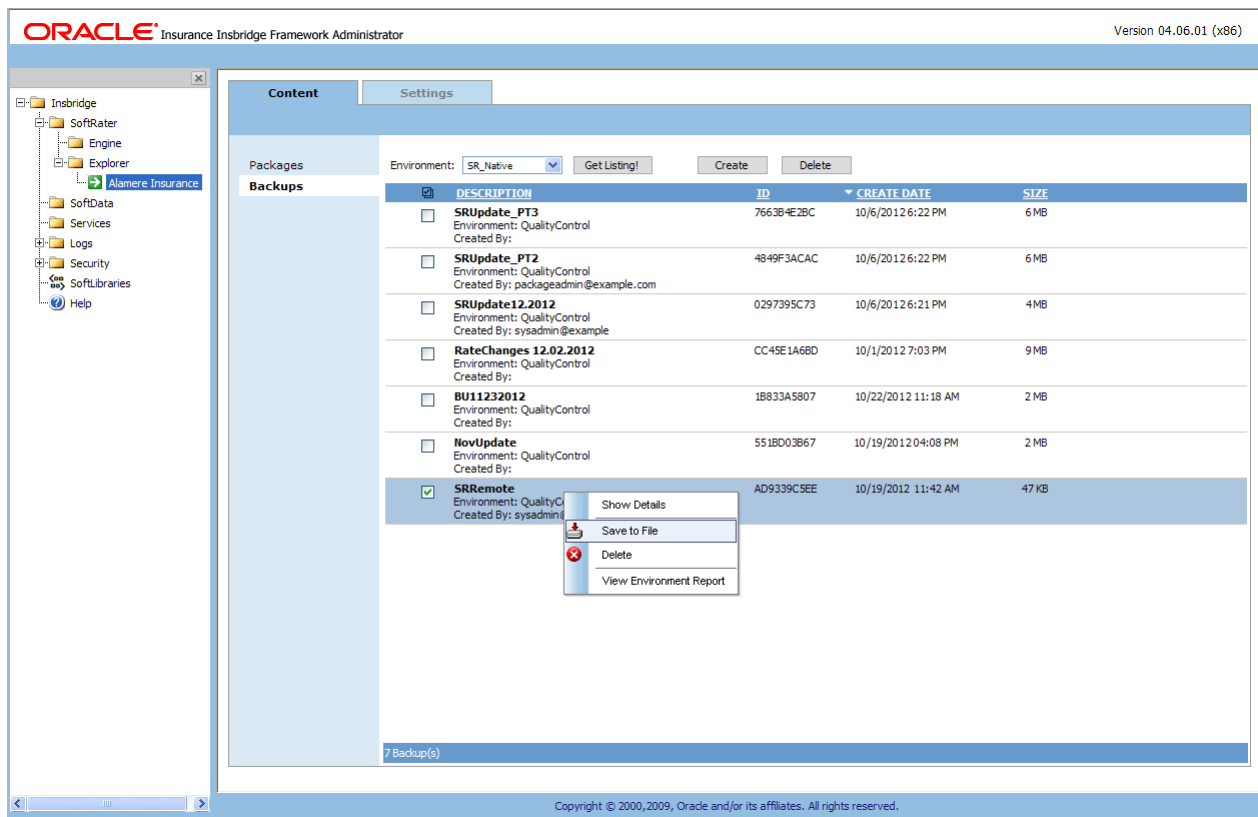 ORACLE Insurance Insbridge Framework Administrator
Version 04.06.01 (x86)
Insbridge
SoftRater
Engine
Explorer
Alamere Insurance
SoftData
Services
Logs
Security
SoftLibraries
Help
Content Settings
Packages
Backups
Environment: SR_Native Get Listing! Create Delete
DESCRIPTION ID CREATE DATE SIZE
SRUpdate_PT3 7663B4E2BC 10/6/2012 6:22 PM 6 MB
Environment: QualityControl
Created By:
SRUpdate_PT2 4849F3ACAC 10/6/2012 6:22 PM 6 MB
Environment: QualityControl
Created By: packageadmin@example.com
SRUpdate12.2012 0297395C73 10/6/2012 6:21 PM 4 MB
Environment: QualityControl
Created By: sysadmin@example
RateChanges 12.02.2012 CC45E1A6BD 10/1/2012 7:03 PM 9 MB
Environment: QualityControl
Created By:
BU11232012 1B833A5807 10/22/2012 11:18 AM 2 MB
Environment: QualityControl
Created By:
NovUpdate 551BD03B67 10/19/2012 04:08 PM 2 MB
Environment: QualityControl
Created By:
SRRemote AD9339C5EE 10/19/2012 11:42 AM 47 KB
Environment: QualityC
Created By: sysadmin
Show Details
Save to File
Delete
View Environment Report
7 Backup(s)
Copyright © 2000,2009, Oracle and/or its affiliates. All rights reserved.